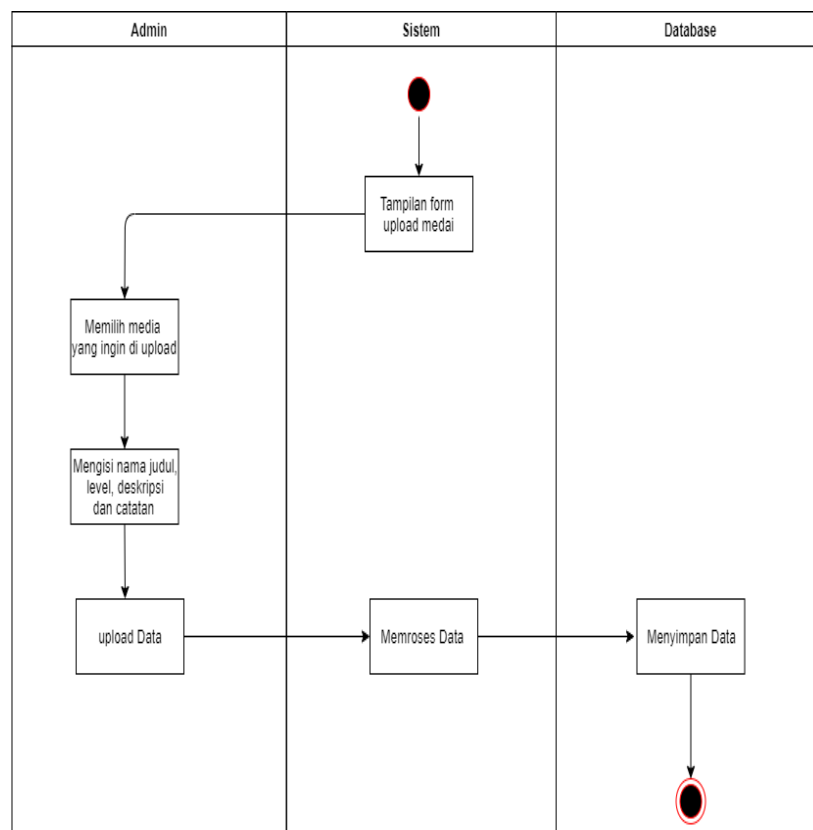 Admin
Sistem
Database
Tampilan form
upload medai
Memilih media
yang ingin di upload
Mengisi nama judul,
level, deskripsi
dan catatan
upload Data
Memroses Data
Menyimpan Data